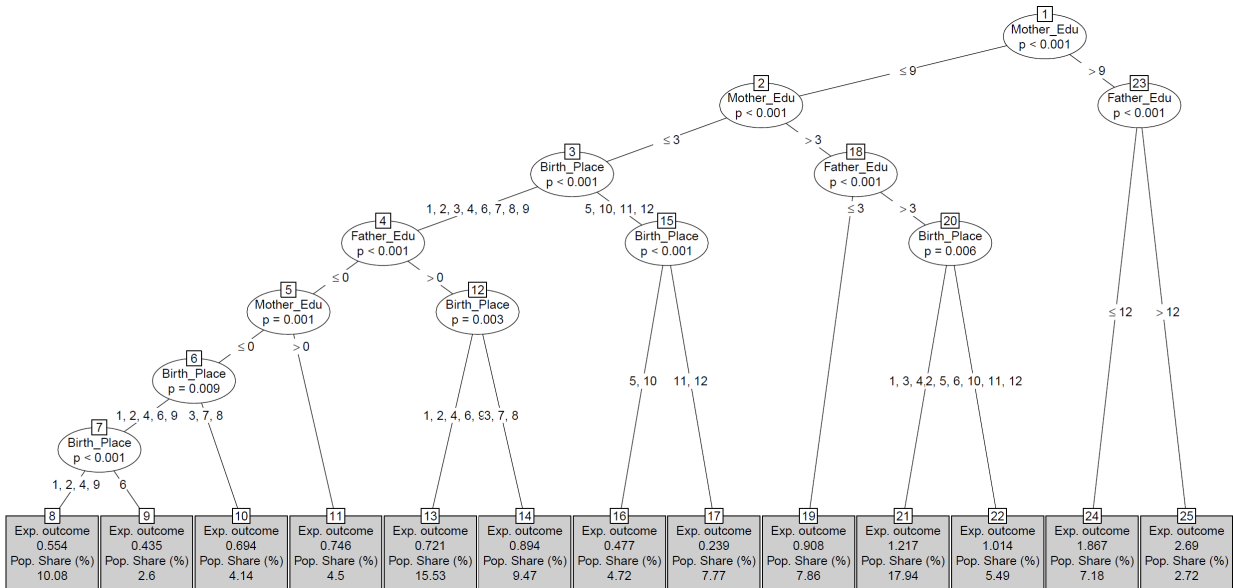 1
Mother_Edu
p < 0.001
≤ 9
> 9
2
Mother_Edu
p < 0.001
23
Father_Edu
p < 0.001
≤ 3
> 3
3
Birth_Place
p < 0.001
18
Father_Edu
p < 0.001
1, 2, 3, 4, 6, 7, 8, 9
5, 10, 11, 12
≤ 3
> 3
4
Father_Edu
p < 0.001
15
Birth_Place
p < 0.001
20
Birth_Place
p = 0.006
≤ 0
> 0
5
Mother_Edu
p = 0.001
12
Birth_Place
p = 0.003
≤ 12
> 12
≤ 0
> 0
6
Birth_Place
p = 0.009
5, 10
11, 12
1, 3, 4,
2, 5, 6, 10, 11, 12
1, 2, 4, 6, 9
3, 7, 8
1, 2, 4, 6, 9
3, 7, 8
7
Birth_Place
p < 0.001
1, 2, 4, 9
6
8
Exp. outcome
0.554
Pop. Share (%)
10.08
9
Exp. outcome
0.435
Pop. Share (%)
2.6
10
Exp. outcome
0.694
Pop. Share (%)
4.14
11
Exp. outcome
0.746
Pop. Share (%)
4.5
13
Exp. outcome
0.721
Pop. Share (%)
15.53
14
Exp. outcome
0.894
Pop. Share (%)
9.47
16
Exp. outcome
0.477
Pop. Share (%)
4.72
17
Exp. outcome
0.239
Pop. Share (%)
7.77
19
Exp. outcome
0.908
Pop. Share (%)
7.86
21
Exp. outcome
1.217
Pop. Share (%)
17.94
22
Exp. outcome
1.014
Pop. Share (%)
5.49
24
Exp. outcome
1.867
Pop. Share (%)
7.18
25
Exp. outcome
2.69
Pop. Share (%)
2.72